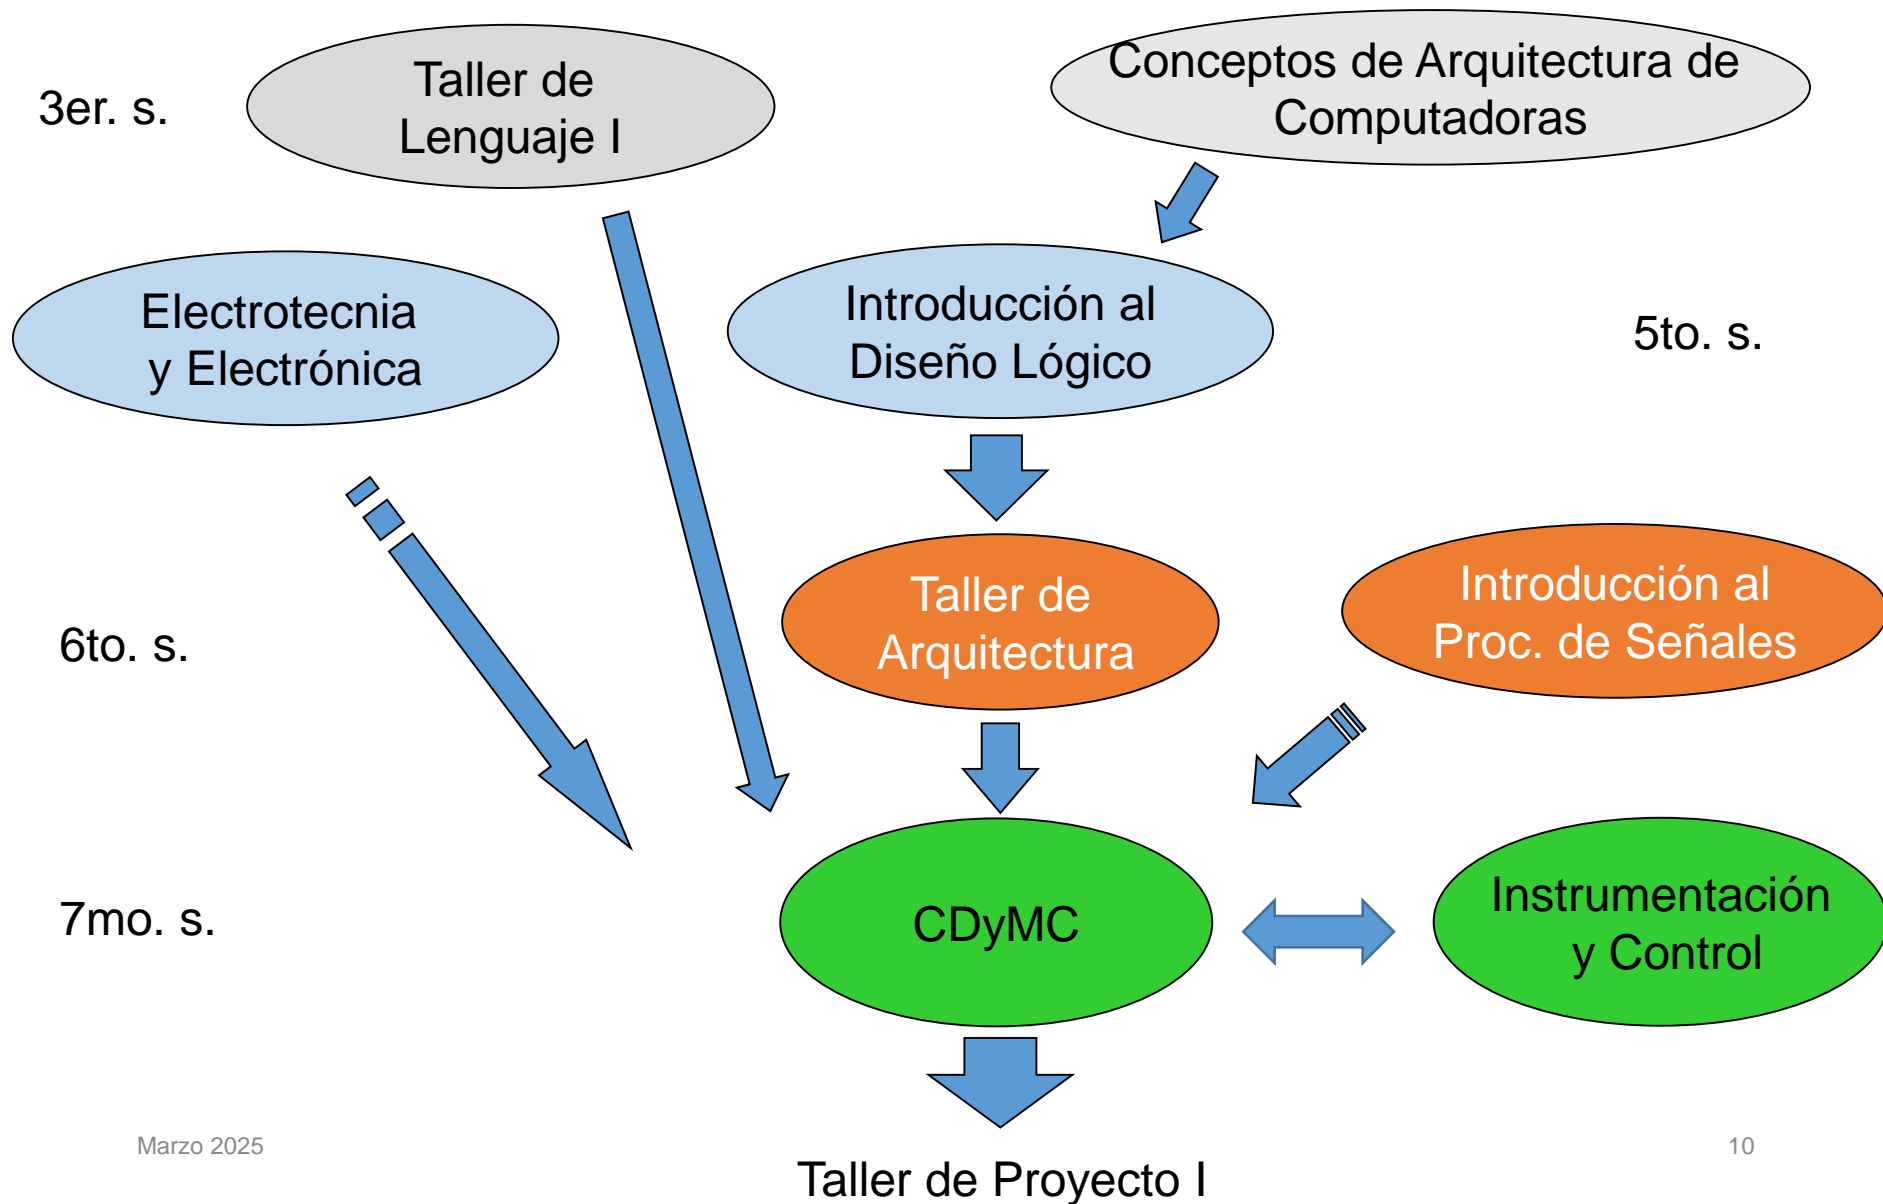 3er. s.
Taller de
Lenguaje I
Conceptos de Arquitectura de
Computadoras
Electrotecnia
y Electrónica
Introducción al
Diseño Lógico
5to. s.
6to. s.
Taller de
Arquitectura
Introducción al
Proc. de Señales
7mo. s.
CDyMC
Instrumentación
y Control
Marzo 2025
10
Taller de Proyecto I